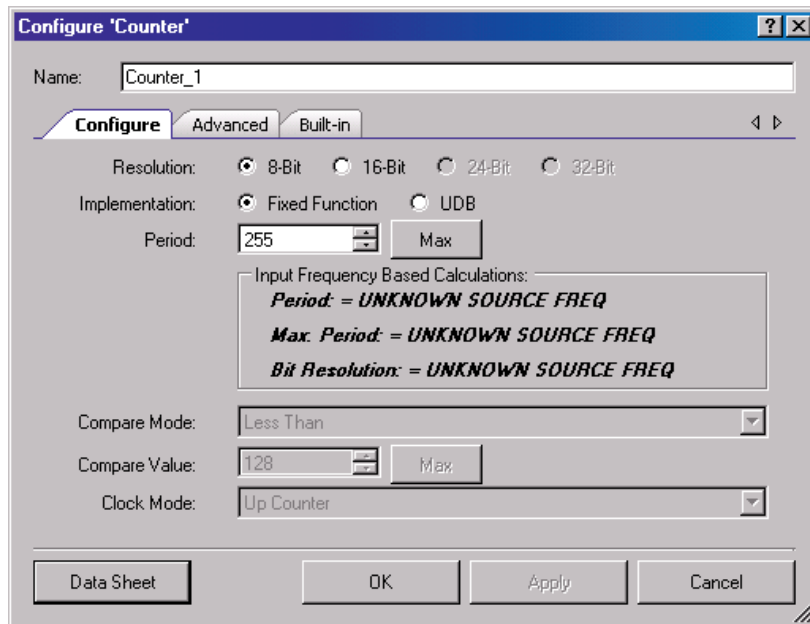 Configure 'Counter'
Name: Counter_1
Configure Advanced Built-in
Resolution: 8-Bit 16-Bit 24-Bit 32-Bit
Implementation: Fixed Function UDB
Period: 255 Max
Input Frequency Based Calculations:
Period: = UNKNOWN SOURCE FREQ
Max. Period: = UNKNOWN SOURCE FREQ
Bit Resolution: = UNKNOWN SOURCE FREQ
Compare Mode: Less Than
Compare Value: 128 Max
Clock Mode: Up Counter
Data Sheet OK Apply Cancel